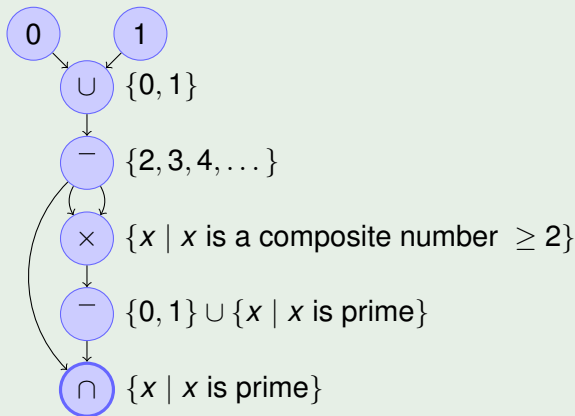 0 1
∪ {0, 1}
‾ {2, 3, 4, . . . }
× {x | x is a composite number ≥ 2}
‾ {0, 1} ∪ {x | x is prime}
∩ {x | x is prime}